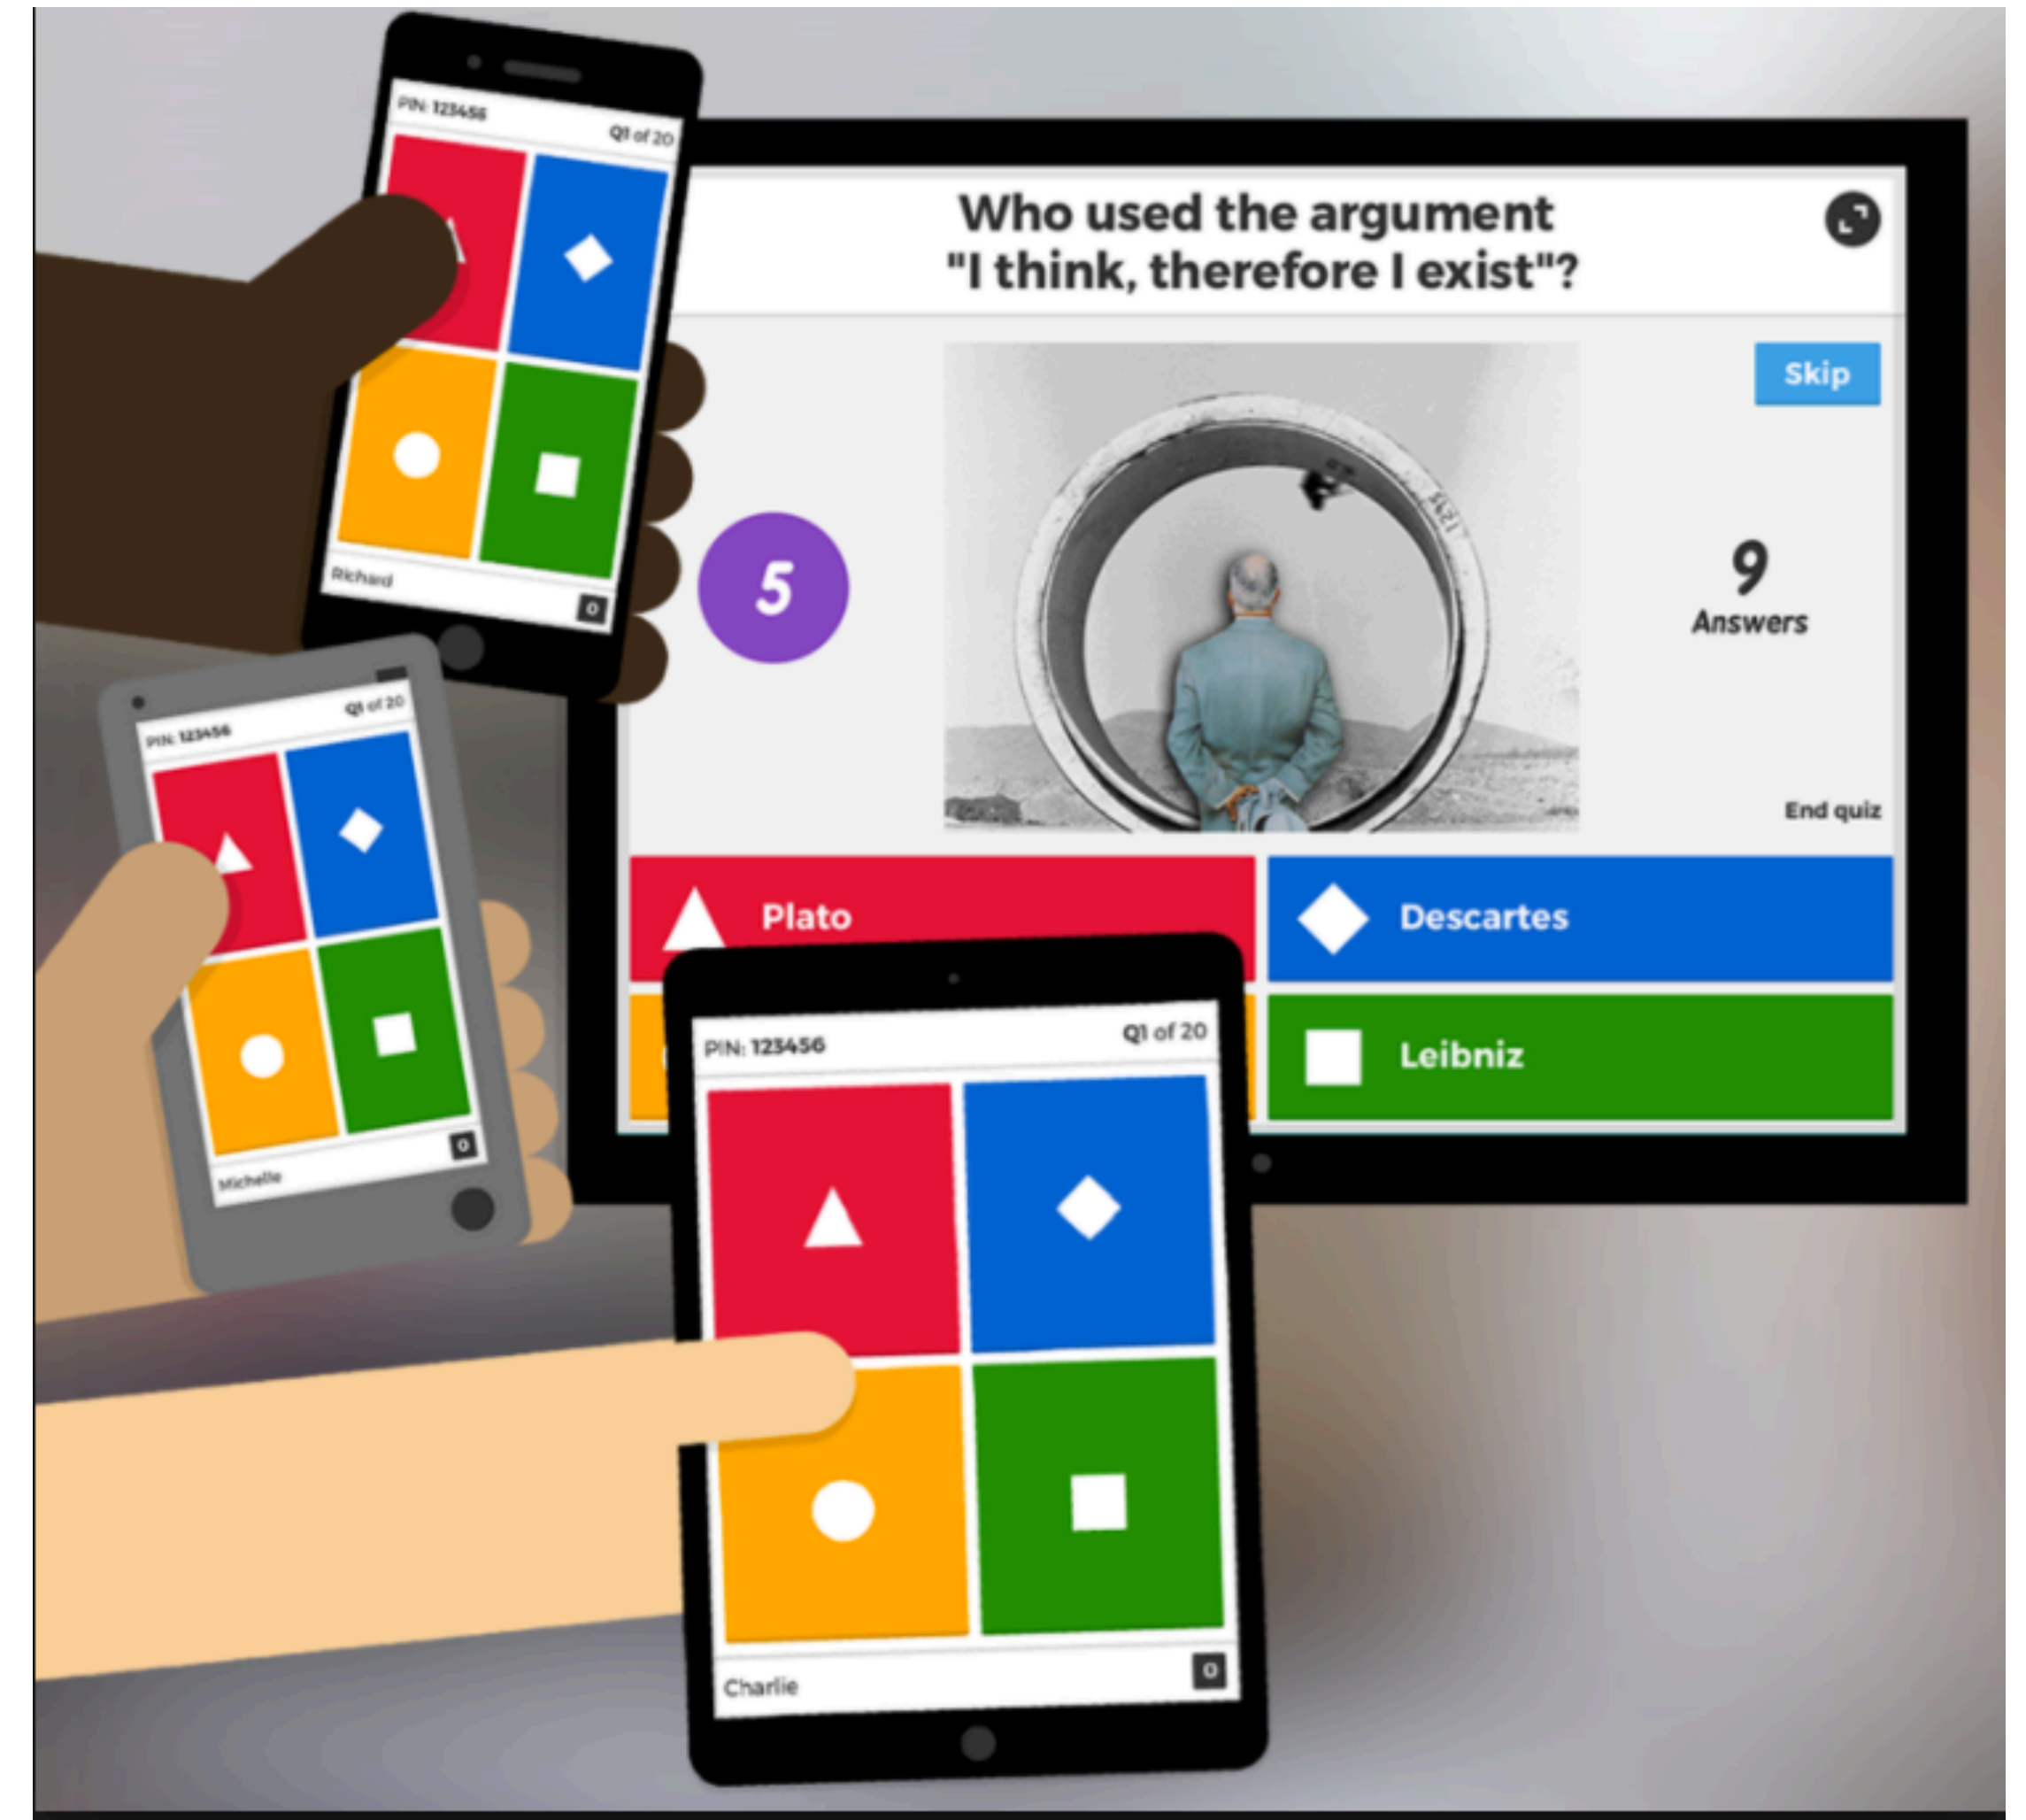 PIN: 123456
Q1 of 20
Richard
0
Who used the argument
"I think, therefore I exist"?
Skip
5
9
Answers
End quiz
Plato
Descartes
Leibniz
PIN: 123456
Q1 of 20
Michelle
0
PIN: 123456
Q1 of 20
Charlie
0